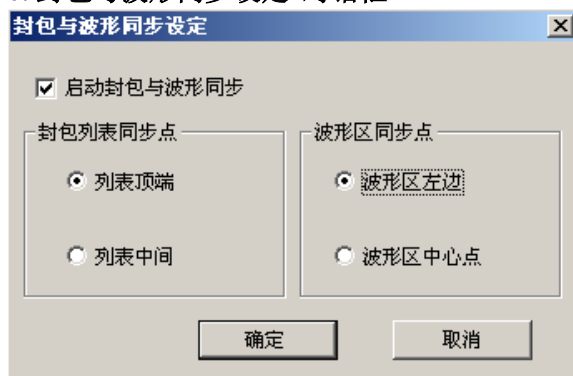 封包与波形同步设定
启动封包与波形同步
封包列表同步点
波形区同步点
列表顶端
波形区左边
列表中间
波形区中心点
确定
取消